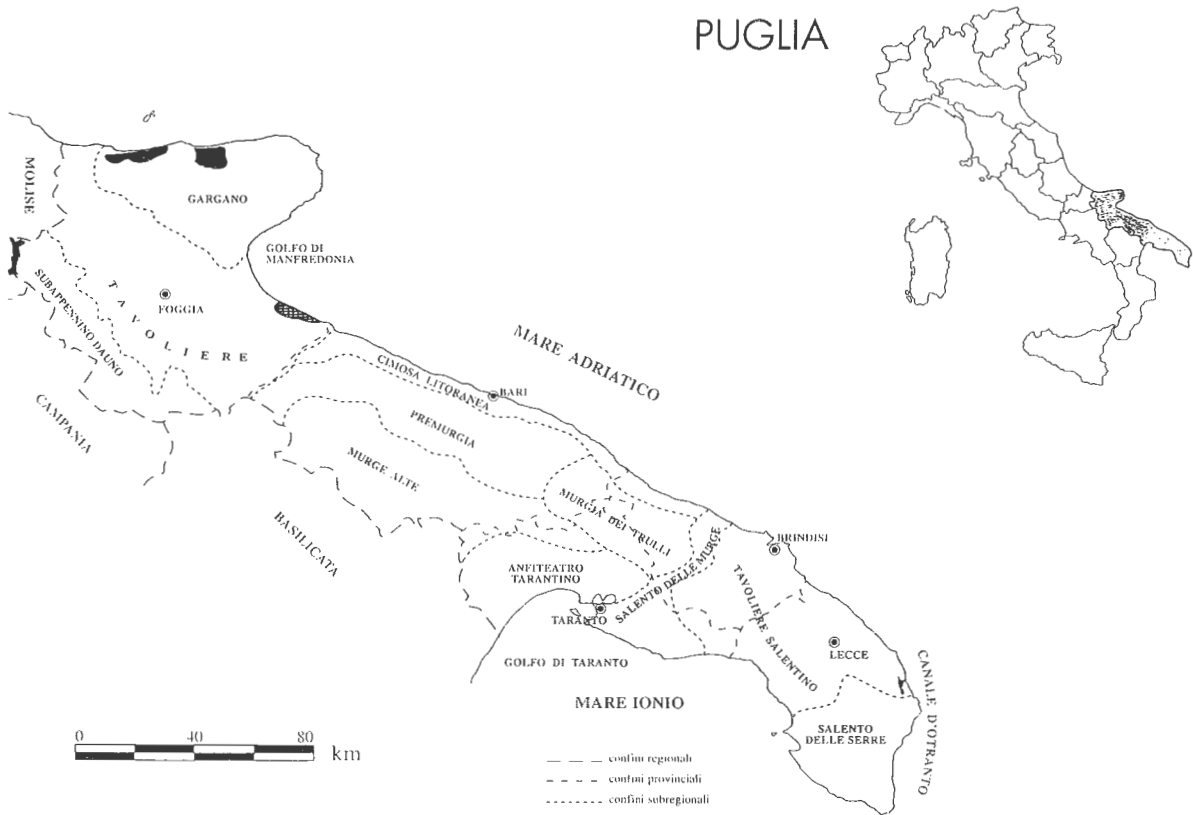 PUGLIA
MOLISE
GARGANO
GOLFO DI
MANFREDONIA
SUBAPPENNINO DAUNO
TAVOLIERE
FOGGIA
MARE ADRIATICO
CIMOSA LITORANEA
BARI
CAMPANIA
PREMURGIA
MURGE ALTE
BASILICATA
MURGIA DEI TRULLI
BRINDISI
ANFITEATRO
TARANTINO
SALENTO DELLE MURGE
TAVOLIERE SALENTINO
TARANTO
LECCE
GOLFO DI TARANTO
CANALE D'OTRANTO
MARE IONIO
SALENTO
DELLE SERRE
0 40 80
km
confini regionali
confini provinciali
confini subregionali